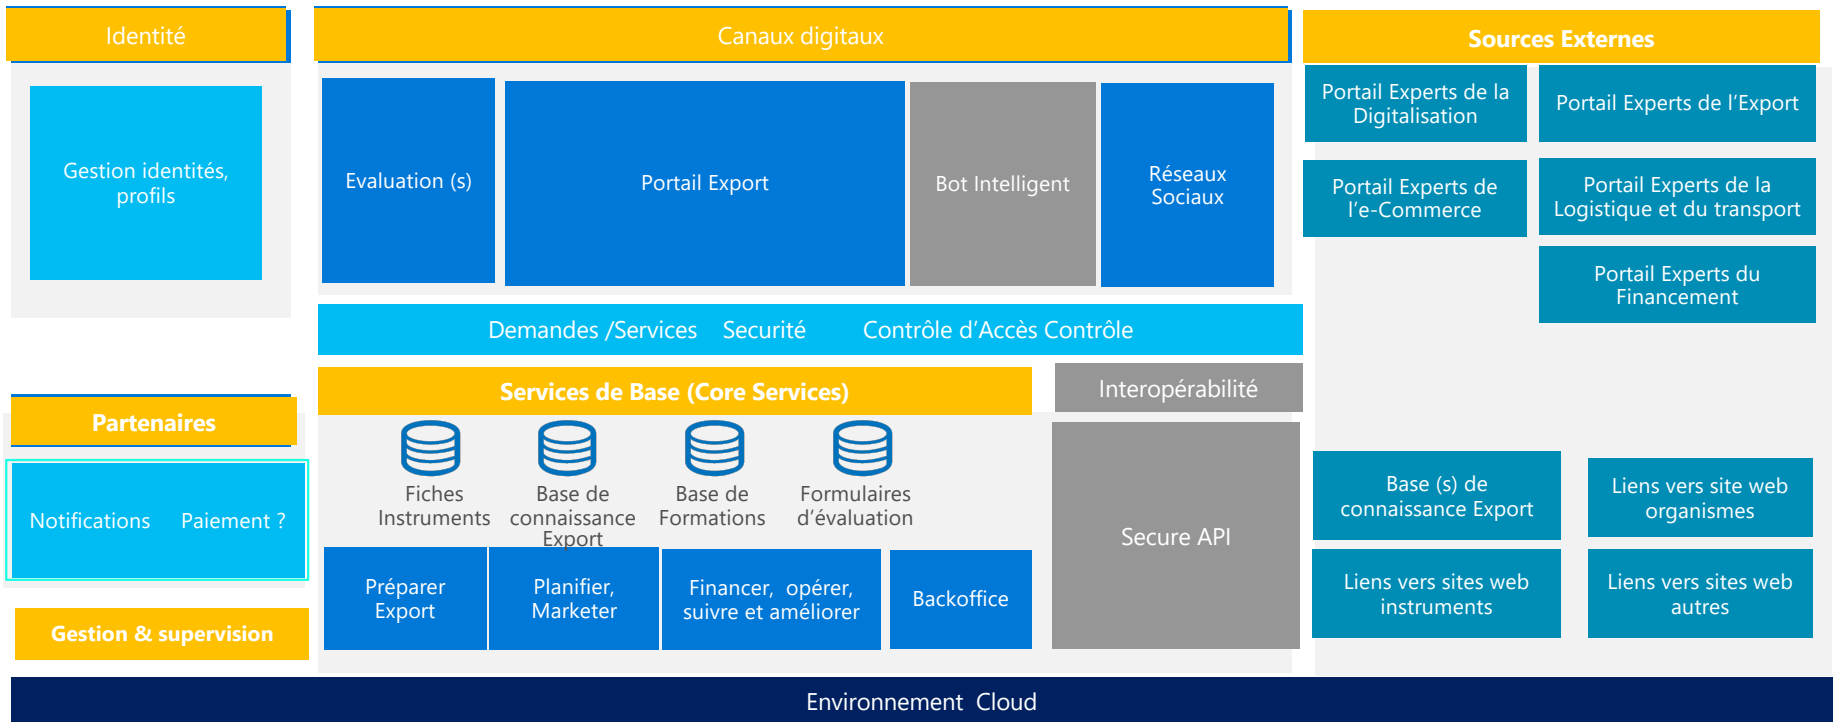 Identité
Gestion identités,
profils
Canaux digitaux
Evaluation (s)
Portail Export
Bot Intelligent
Réseaux
Sociaux
Sources Externes
Portail Experts de la
Digitalisation
Portail Experts de l'Export
Portail Experts de
l'e-Commerce
Portail Experts de la
Logistique et du transport
Portail Experts du
Financement
Demandes /Services Securité Contrôle d'Accès Contrôle
Partenaires
Notifications Paiement ?
Gestion & supervision
Services de Base (Core Services)
Fiches
Instruments
Base de
connaissance
Export
Base de
Formations
Formulaires
d'évaluation
Préparer
Export
Planifier,
Marketer
Financer, opérer,
suivre et améliorer
Backoffice
Interopérabilité
Secure API
Base (s) de
connaissance Export
Liens vers site web
organismes
Liens vers sites web
instruments
Liens vers sites web
autres
Environnement Cloud